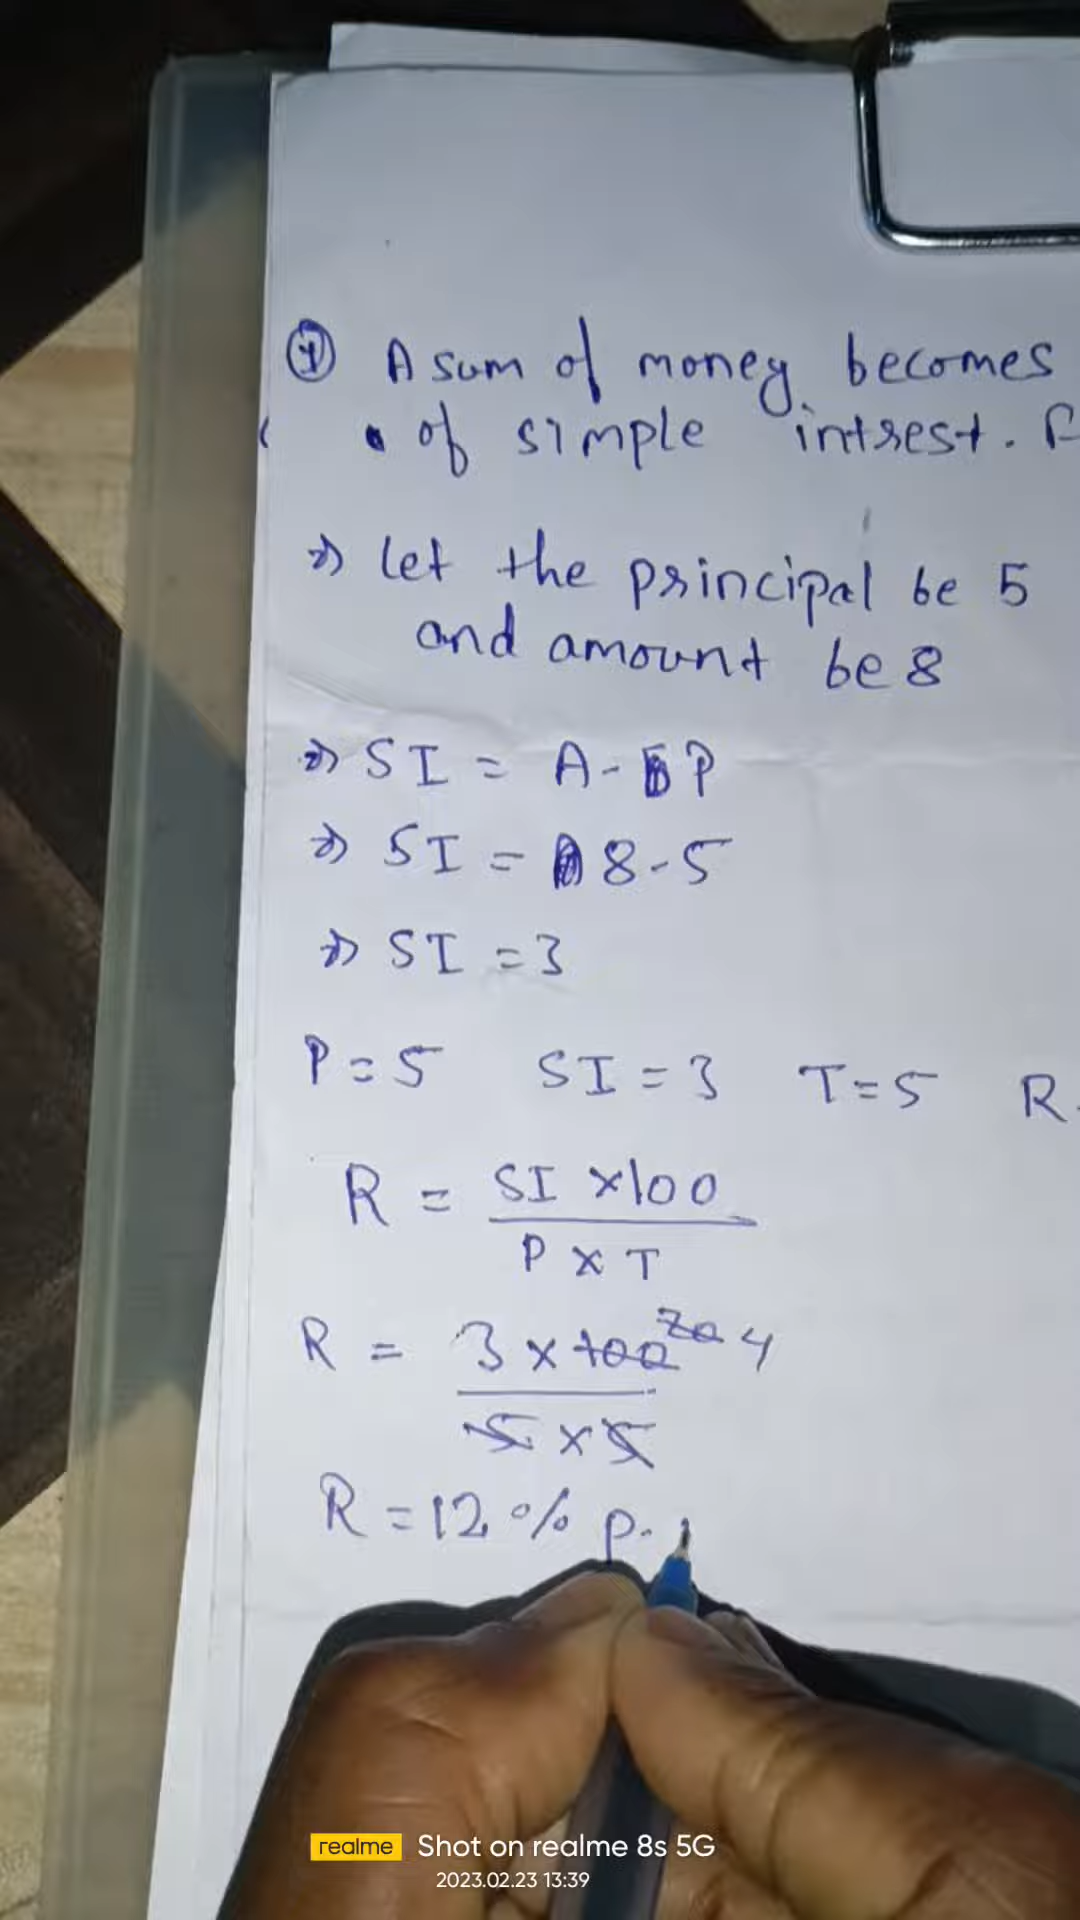 ① A sum of money becomes
of simple intrest.
⇒ Let the principal be 5
and amount be 8
⇒ SI = A - P
⇒ SI = 8 - 5
⇒ SI = 3
P = 5 SI = 3 T = 5 R
R = SI × 100
P × T
R = 3 × 100 20 4
5 × 5
R = 12 % p.
realme Shot on realme 8s 5G
2023.02.23 13:39